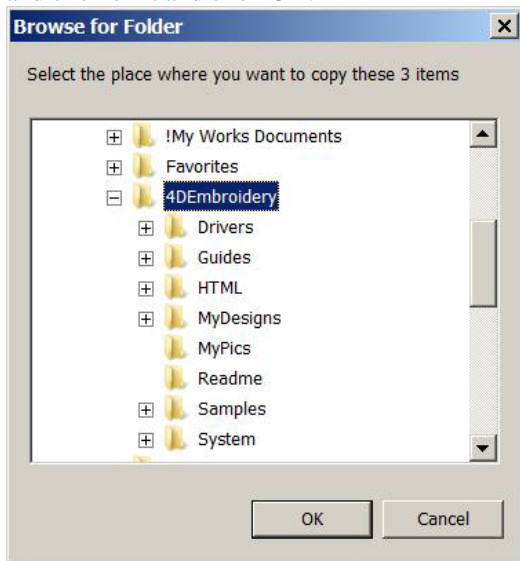 Browse for Folder
Select the place where you want to copy these 3 items
!My Works Documents
Favorites
4DEmbroidery
Drivers
Guides
HTML
MyDesigns
MyPics
Readme
Samples
System
OK Cancel